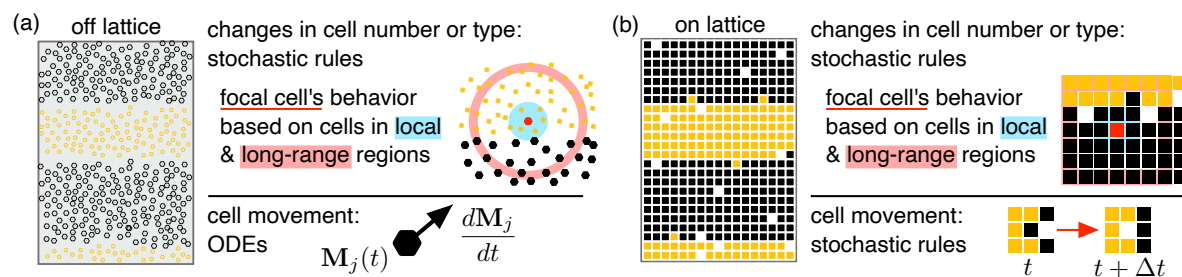 (a)
off lattice
changes in cell number or type:
stochastic rules
focal cell's behavior
based on cells in local
& long-range regions
cell movement:
ODEs
M_j(t)
dM_j
dt
(b)
on lattice
changes in cell number or type:
stochastic rules
focal cell's behavior
based on cells in local
& long-range regions
cell movement:
stochastic rules
t
t + Δt